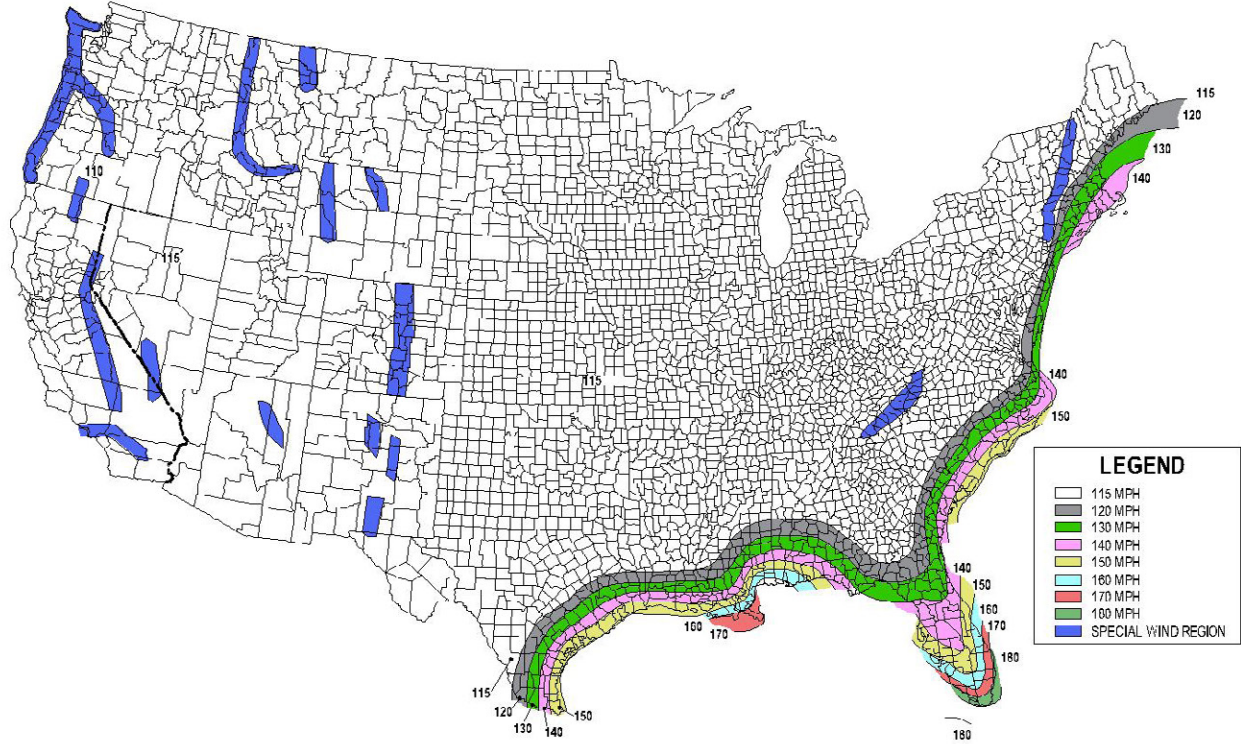 115
120
130
140
110
115
115
140
150
LEGEND
115 MPH
120 MPH
130 MPH
140 MPH
150 MPH
160 MPH
170 MPH
180 MPH
SPECIAL WIND REGION
140
150
160
170
180
160
170
115
120
130
140
150
180